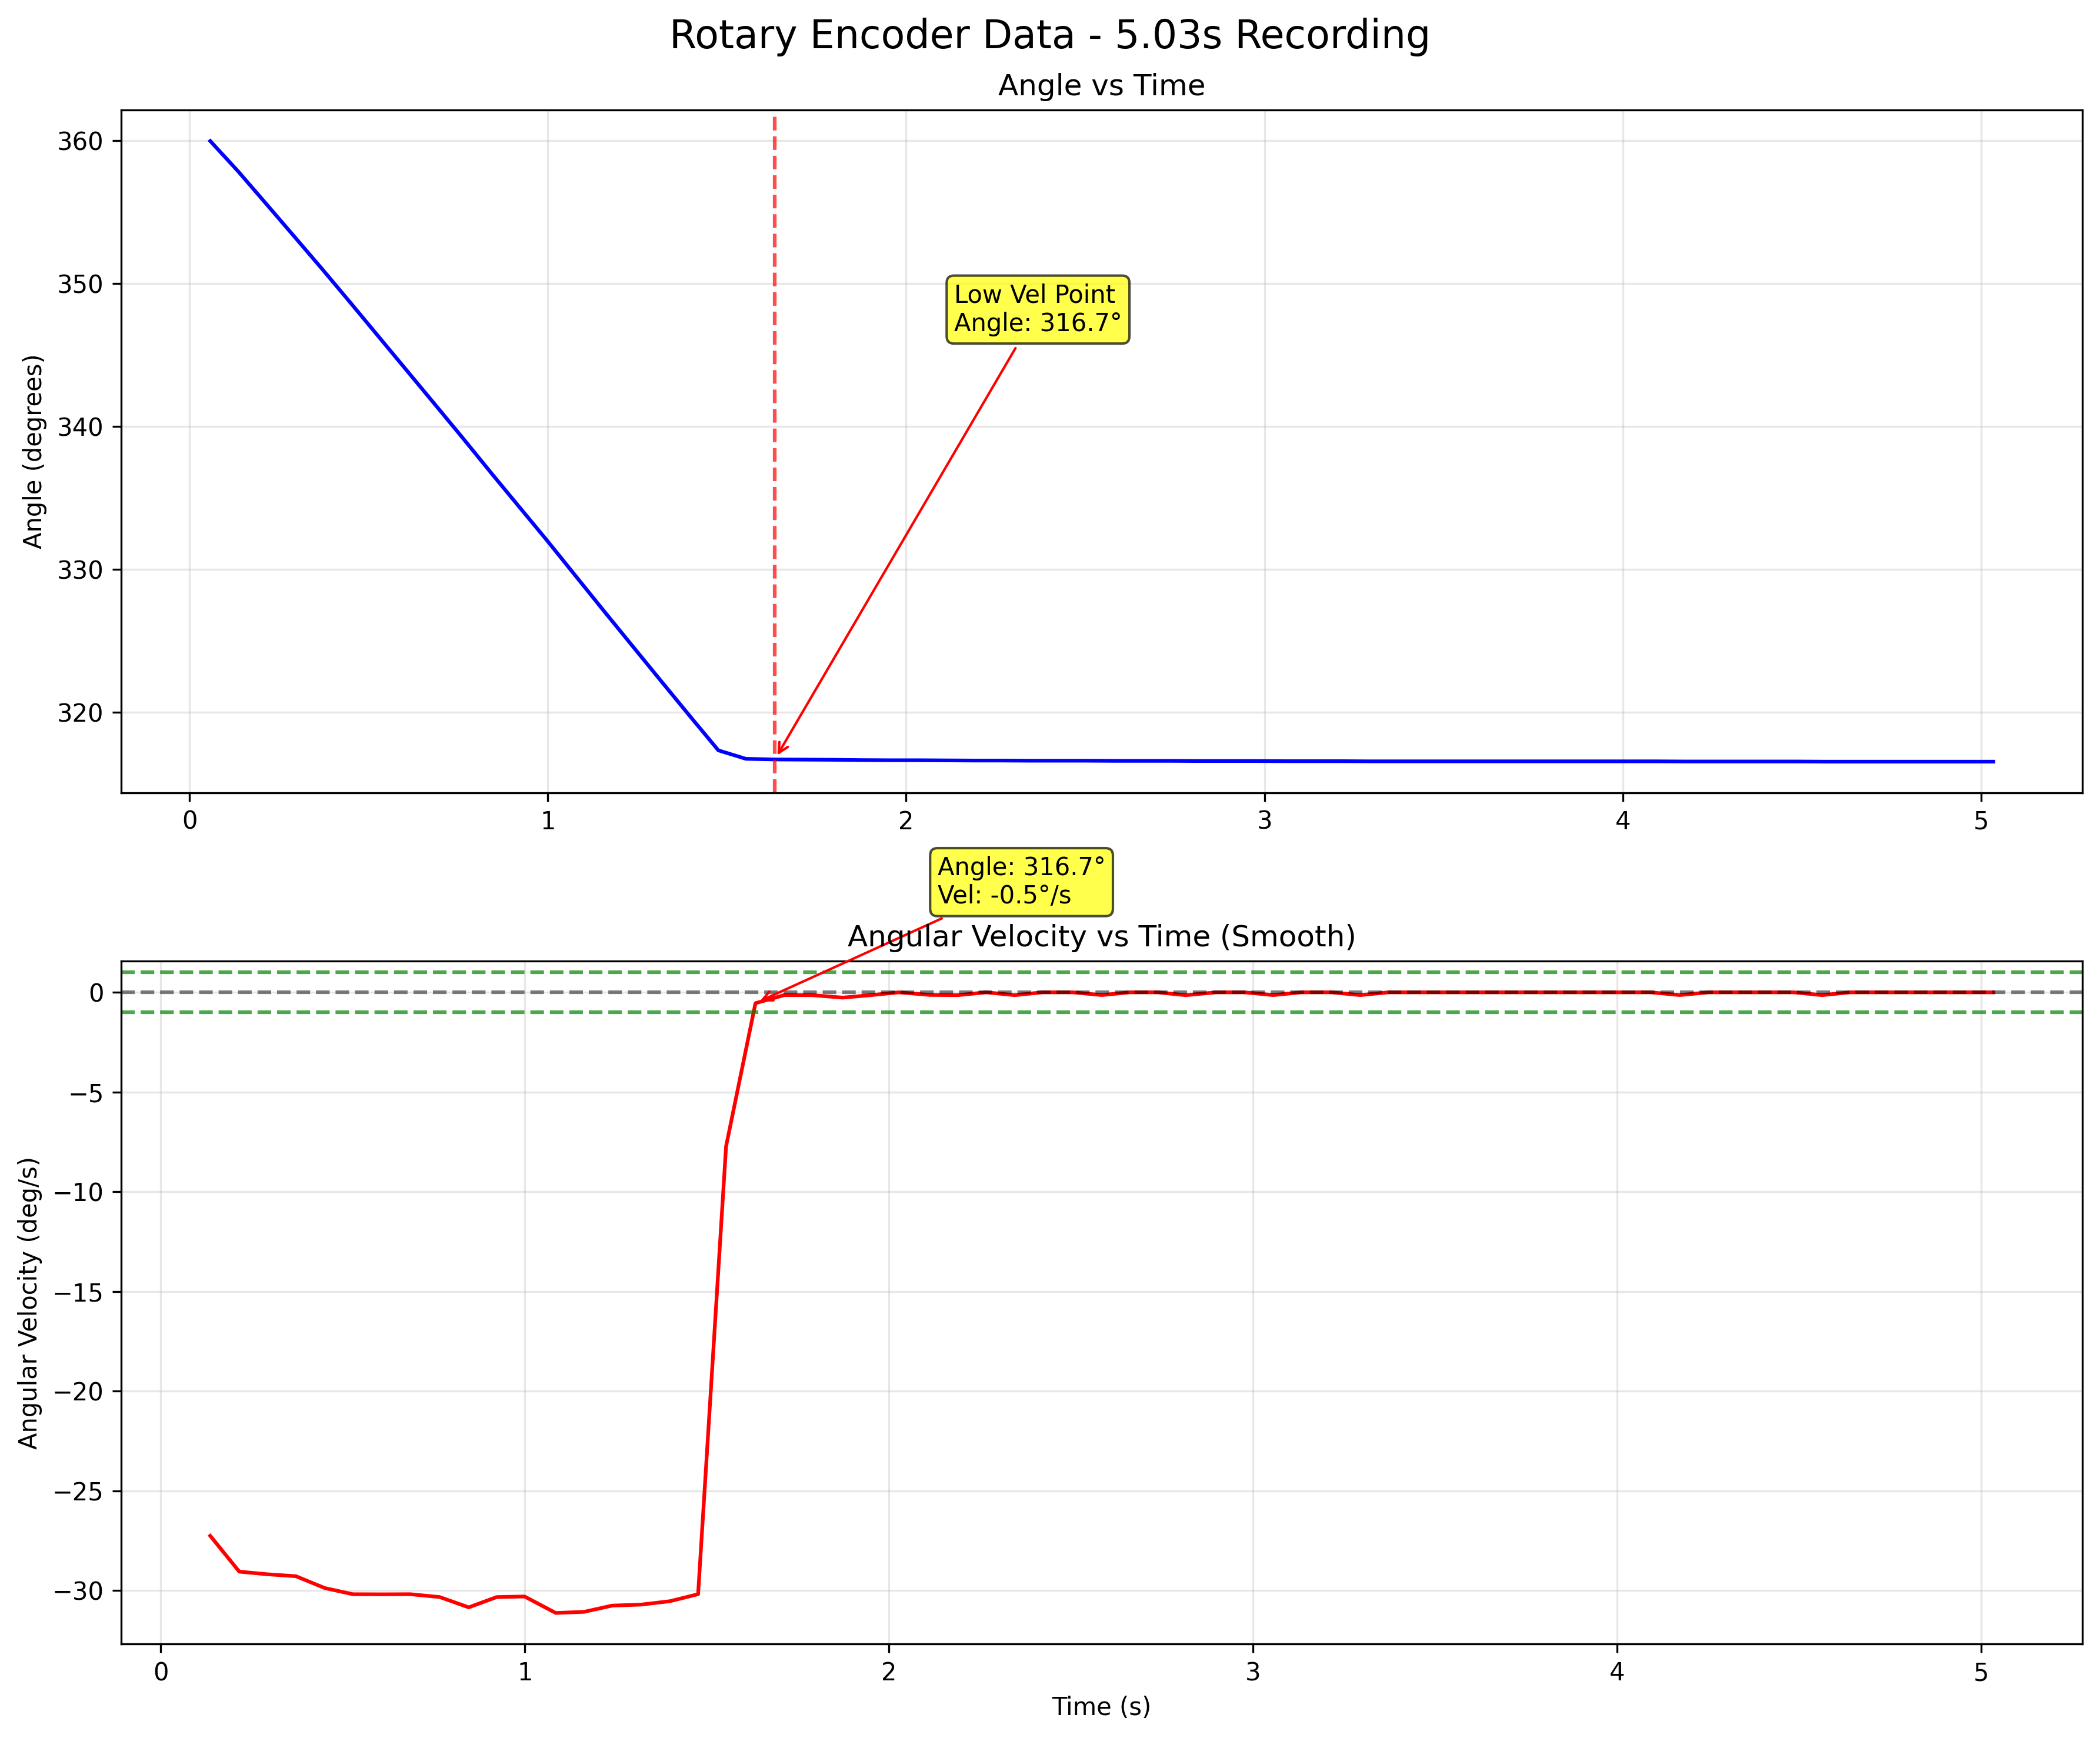 Rotary Encoder Data - 5.03s Recording
Angle vs Time
Angle (degrees)
360
350
340
330
320
Low Vel Point
Angle: 316.7°
0
1
2
3
4
5
Angle: 316.7°
Vel: -0.5°/s
Angular Velocity vs Time (Smooth)
Angular Velocity (deg/s)
0
−5
−10
−15
−20
−25
−30
0
1
2
3
4
5
Time (s)